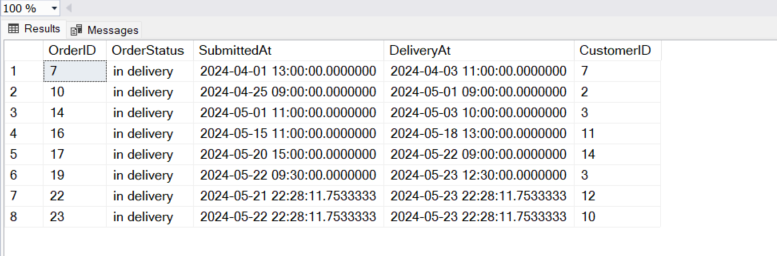 100 %
Results Messages
OrderID OrderStatus SubmittedAt DeliveryAt CustomerID
1 7 in delivery 2024-04-01 13:00:00.0000000 2024-04-03 11:00:00.0000000 7
2 10 in delivery 2024-04-25 09:00:00.0000000 2024-05-01 09:00:00.0000000 2
3 14 in delivery 2024-05-01 11:00:00.0000000 2024-05-03 10:00:00.0000000 3
4 16 in delivery 2024-05-15 11:00:00.0000000 2024-05-18 13:00:00.0000000 11
5 17 in delivery 2024-05-20 15:00:00.0000000 2024-05-22 09:00:00.0000000 14
6 19 in delivery 2024-05-22 09:30:00.0000000 2024-05-23 12:30:00.0000000 3
7 22 in delivery 2024-05-21 22:28:11.7533333 2024-05-23 22:28:11.7533333 12
8 23 in delivery 2024-05-22 22:28:11.7533333 2024-05-23 22:28:11.7533333 10